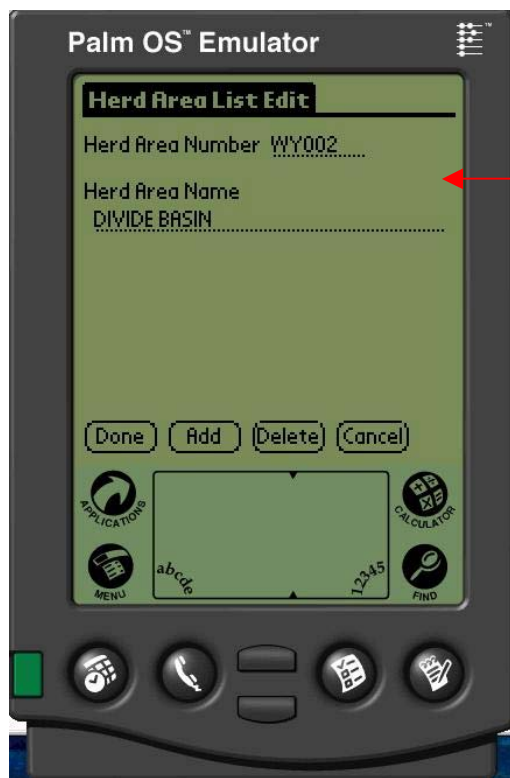 Palm OS™ Emulator
™
Herd Area List Edit
Herd Area Number WY002
Herd Area Name
DIVIDE BASIN
Done Add Delete Cancel
APPLICATIONS
CALCULATOR
MENU
abcde
12345
FIND